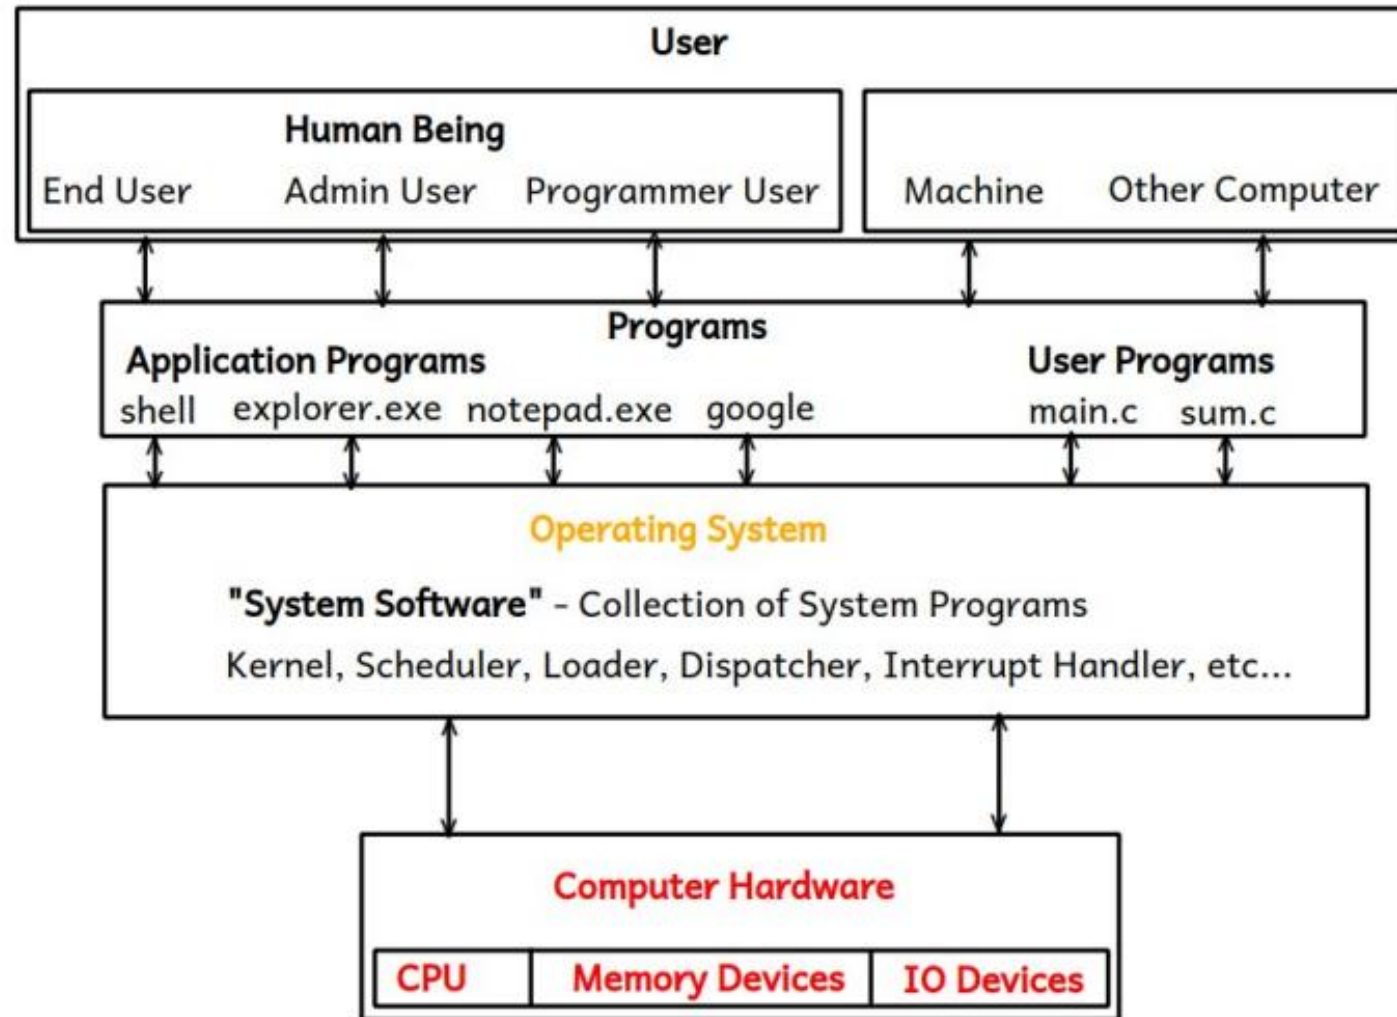 User
Human Being
End User Admin User Programmer User Machine Other Computer
Programs
Application Programs User Programs
shell explorer.exe notepad.exe google main.c sum.c
Operating System
"System Software" - Collection of System Programs
Kernel, Scheduler, Loader, Dispatcher, Interrupt Handler, etc...
Computer Hardware
CPU Memory Devices IO Devices